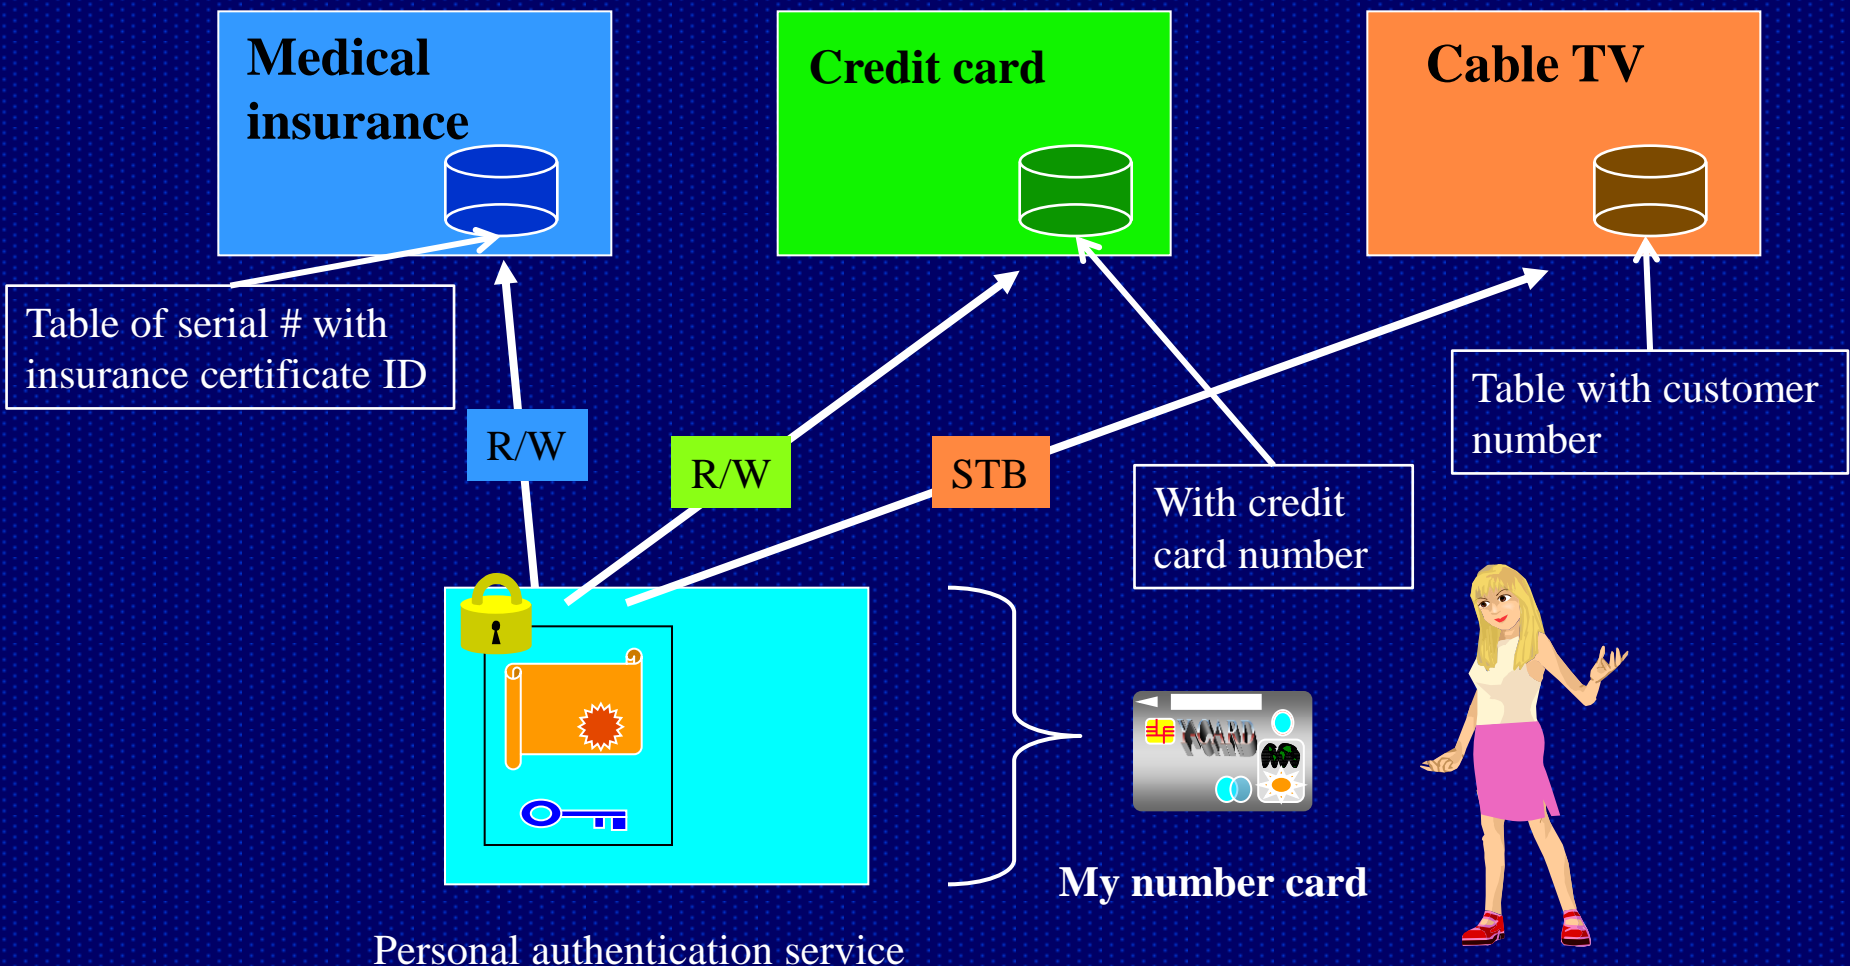 Medical
insurance
Credit card
Cable TV
Table of serial # with
insurance certificate ID
R/W
R/W
STB
With credit
card number
Table with customer
number
My number card
Personal authentication service